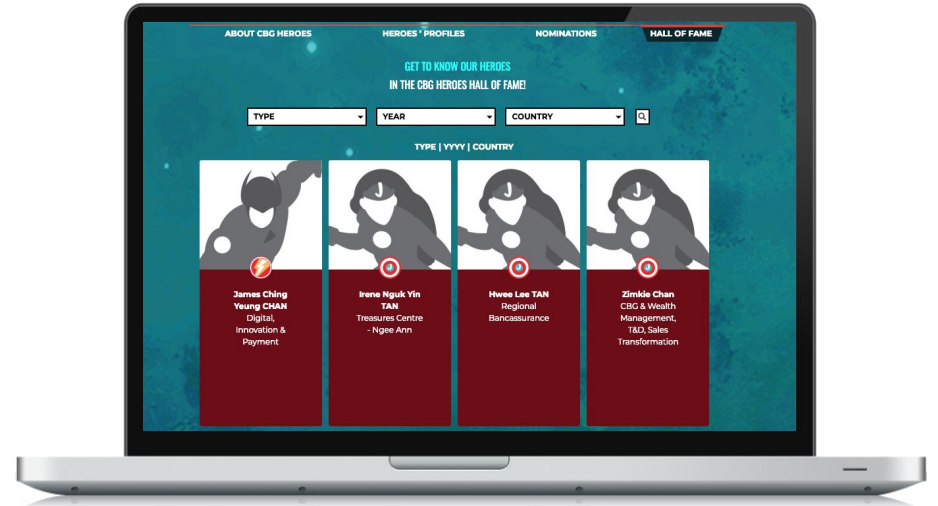 ABOUT CBG HEROES
HEROES' PROFILES
NOMINATIONS
HALL OF FAME
GET TO KNOW OUR HEROES
IN THE CBG HEROES HALL OF FAME!
TYPE
YEAR
COUNTRY
TYPE | YYYY | COUNTRY
J
J
J
James Ching
Yeung CHAN
Digital,
Innovation &
Payment
Irene Nguk Yin
TAN
Treasures Centre
- Ngee Ann
Hwee Lee TAN
Regional
Bancassurance
Zimkie Chan
CBG & Wealth
Management,
T&D, Sales
Transformation